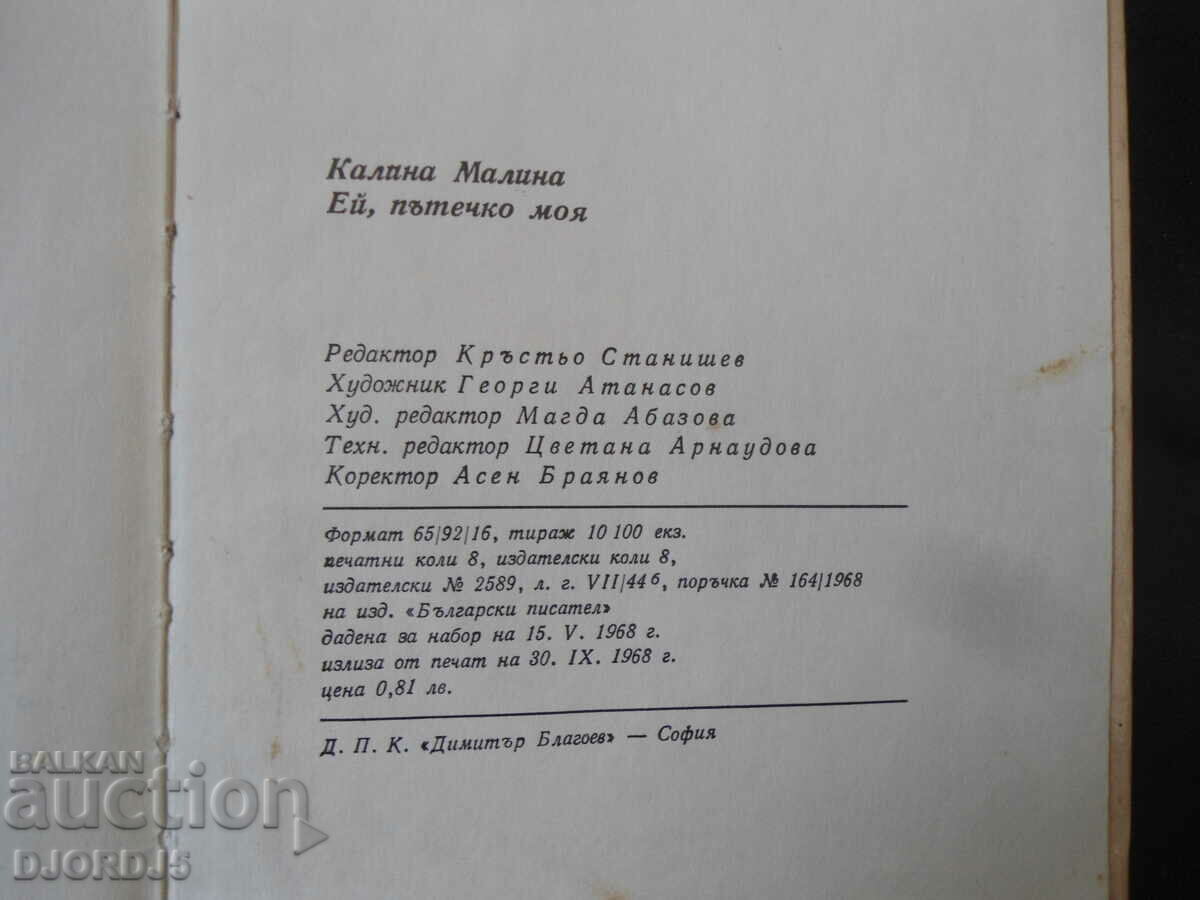 Калина Малина
Ей, пътечко моя
Редактор Кръстьо Станишев
Художник Георги Атанасов
Худ. редактор Магда Абазова
Техн. редактор Цветана Арнаудова
Коректор Асен Браянов
Формат 65|92|16, тираж 10 100 екз.
печатни коли 8, издателски коли 8,
издателски № 2589, л. г. VII|44 б, поръчка № 164|1968
на изд. «Български писател»
дадена за набор на 15. V. 1968 г.
излиза от печат на 30. IX. 1968 г.
цена 0,81 лв.
Д. П. К. «Димитър Благоев» — София
BALKAN
auction
DJORDJ5